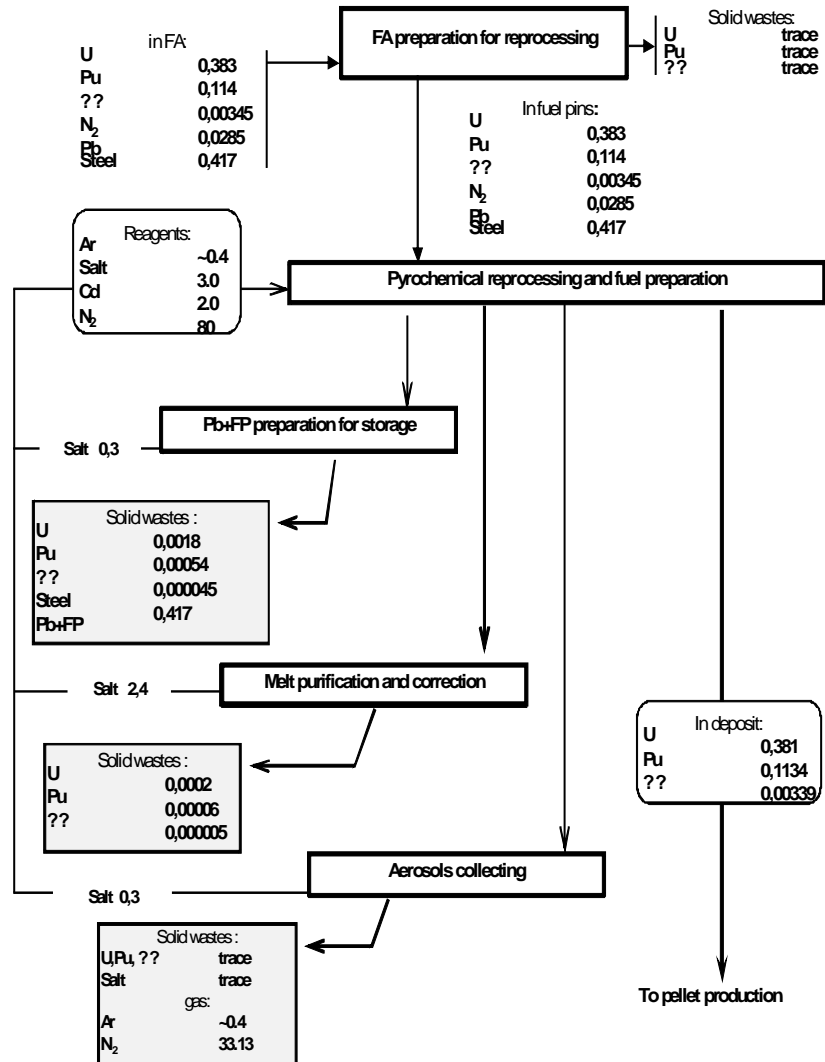 FA preparation for reprocessing
in FA:
U 0,383
Pu 0,114
?? 0,00345
N2 0,0285
Pb
Steel 0,417
Solid wastes:
U trace
Pu trace
?? trace
In fuel pins:
U 0,383
Pu 0,114
?? 0,00345
N2 0,0285
Pb
Steel 0,417
Reagents:
Ar ~0.4
Salt 3.0
Cd 2.0
N2 80
Pyrochemical reprocessing and fuel preparation
Pb+FP preparation for storage
Salt 0,3
Solid wastes :
U 0,0018
Pu 0,00054
?? 0,000045
Steel 0,417
Pb+FP
Melt purification and correction
Salt 2,4
Solid wastes :
U 0,0002
Pu 0,00006
?? 0,000005
In deposit:
U 0,381
Pu 0,1134
?? 0,00339
Aerosols collecting
Salt 0,3
Solid wastes :
U,Pu, ?? trace
Salt trace
gas:
Ar ~0.4
N2 33.13
To pellet production